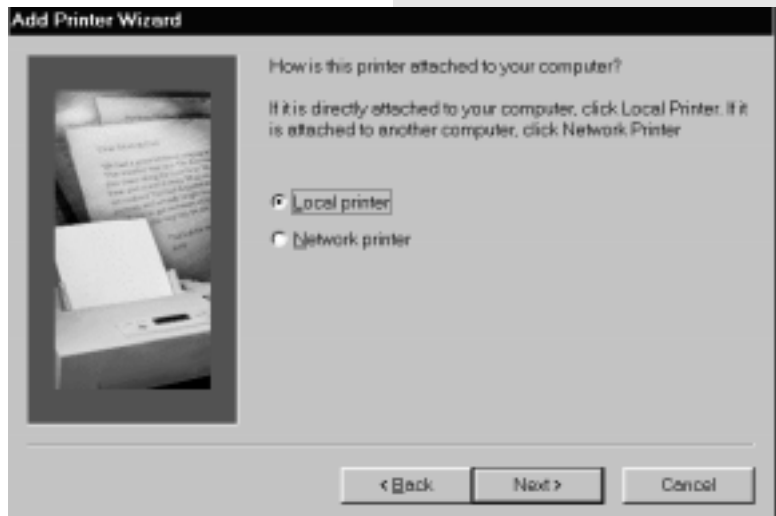 Add Printer Wizard
How is this printer attached to your computer?
If it is directly attached to your computer, click Local Printer. If it
is attached to another computer, click Network Printer
Local printer
Network printer
< Back
Next >
Cancel